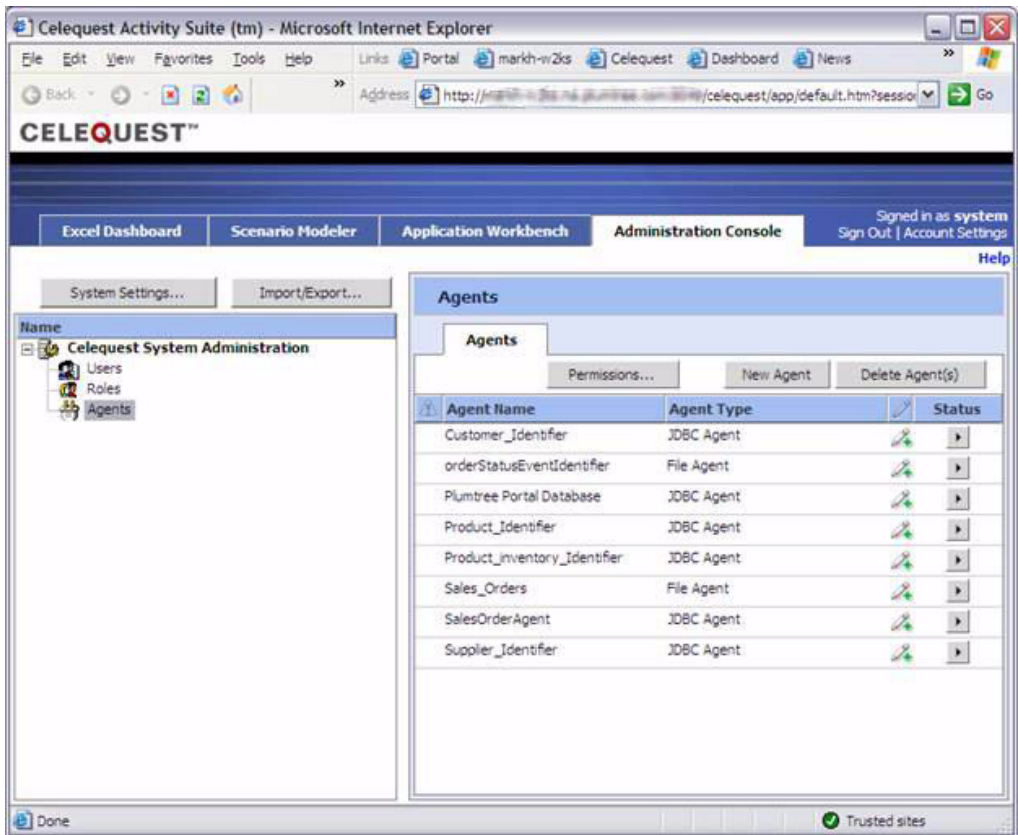 Celequest Activity Suite (tm) - Microsoft Internet Explorer
File Edit View Favorites Tools Help Links Portal markh-w2ks Celequest Dashboard News »
Back » Address http:// /celequest/app/default.htm?sessio Go
CELEQUEST™
Signed in as system
Excel Dashboard Scenario Modeler Application Workbench Administration Console Sign Out | Account Settings
Help
System Settings... Import/Export... Agents
Name Agents
Celequest System Administration
Users
Roles
Agents
Permissions... New Agent Delete Agent(s)
Agent Name Agent Type Status
Customer_Identifier JDBC Agent
orderStatusEventIdentifier File Agent
Plumtree Portal Database JDBC Agent
Product_Identifier JDBC Agent
Product_inventory_Identifier JDBC Agent
Sales_Orders File Agent
SalesOrderAgent JDBC Agent
Supplier_Identifier JDBC Agent
Done Trusted sites